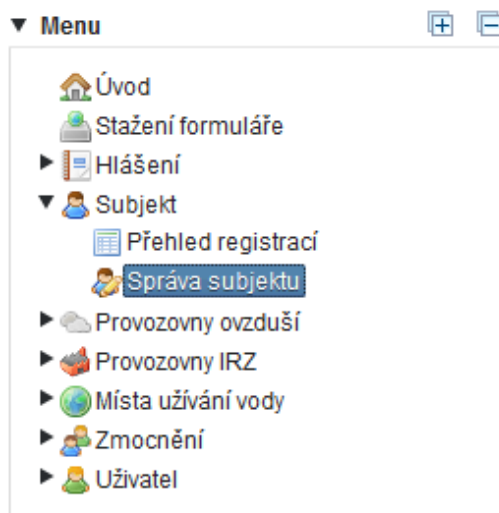 Menu
Úvod
Stažení formuláře
Hlášení
Subjekt
Přehled registrací
Správa subjektu
Provozovny ovzduší
Provozovny IRZ
Místa užívání vody
Zmocnění
Uživatel